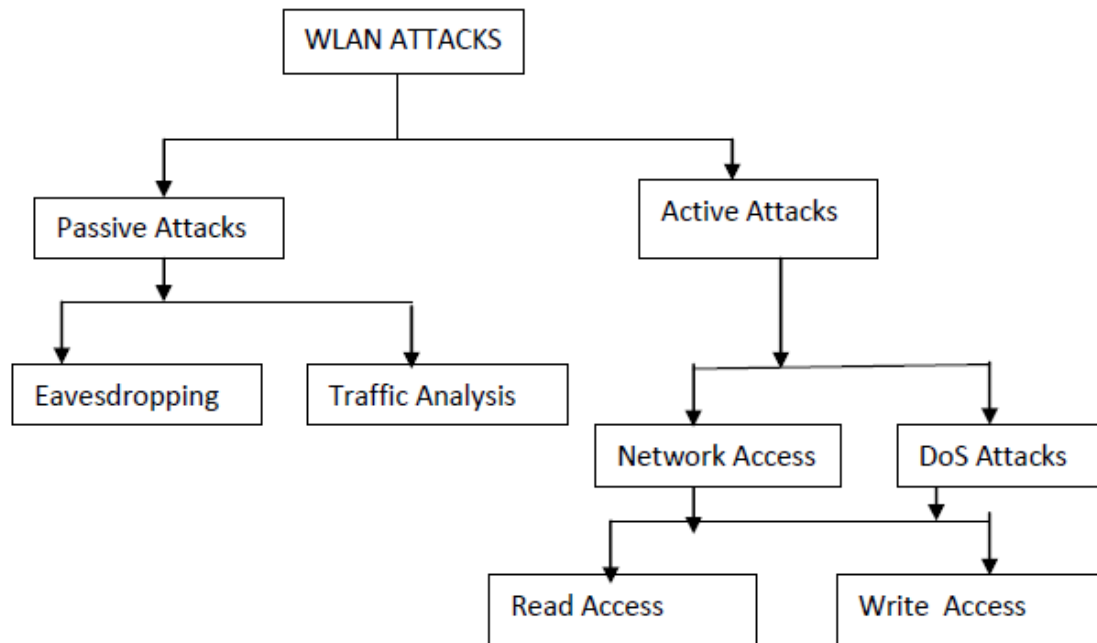 WLAN ATTACKS
Passive Attacks
Active Attacks
Eavesdropping
Traffic Analysis
Network Access
DoS Attacks
Read Access
Write Access